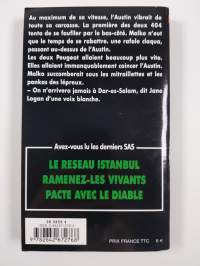 Au maximum de sa vitesse, l'Austin vibrait de
toute sa carcasse. La première des deux 404
tenta de se faufiler par le bas-côté. Malko
n'eut que le temps de se rabattre, une rafale claqua,
passant au-dessus de l'Austin.
Les deux Peugeot allaient beaucoup plus vite.
Elles allaient immanquablement coincer l'Austin.
Malko succomberait sous les mitraillettes et les
pankas des lépreux.
– On n'arrivera jamais à Dar-es-Salam, dit Jane
Logan d'une voix blanche.
Avez-vous lu les derniers SAS
LE RESEAU ISTANBUL
RAMENEZ-LES VIVANTS
PACTE AVEC LE DIABLE
PRIX FRANCE TTC
6 €